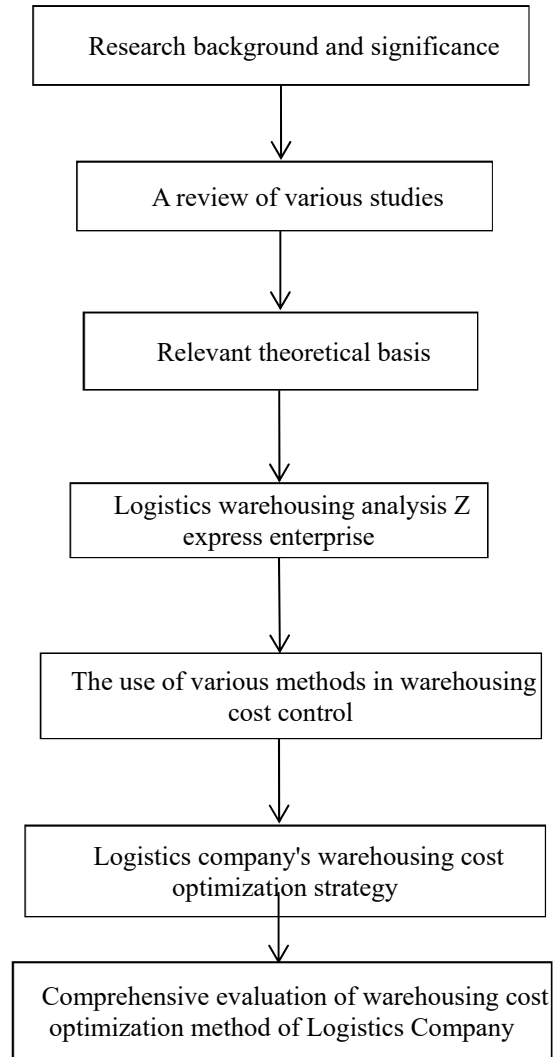 Research background and significance
A review of various studies
Relevant theoretical basis
Logistics warehousing analysis Z
express enterprise
The use of various methods in warehousing
cost control
Logistics company's warehousing cost
optimization strategy
Comprehensive evaluation of warehousing cost
optimization method of Logistics Company